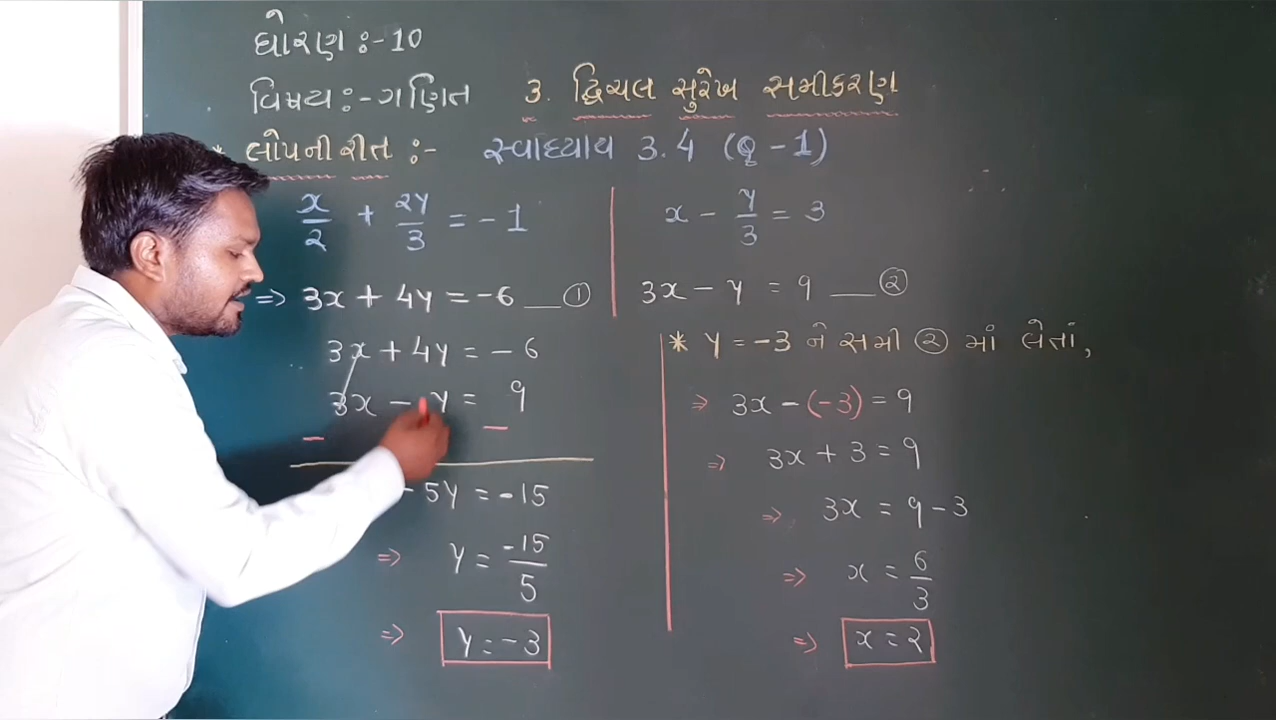 ધોરણ :- 10
વિષય :- ગણિત 3. દ્વિચલ સુરેખ સમીકરણ
* લોપની રીત :- સ્વાધ્યાય 3.4 (Q - 1)
x/2 + 2y/3 = -1
⇒ 3x + 4y = -6 __ ①
3x + 4y = - 6
3x - y = 9
- -
5y = -15
⇒ y = -15/5
⇒ y = -3
x - y/3 = 3
3x - y = 9 __ ②
* y = -3 ને સમી ② માં લેતાં,
⇒ 3x - (-3) = 9
⇒ 3x + 3 = 9
⇒ 3x = 9 - 3
⇒ x = 6/3
⇒ x = 2